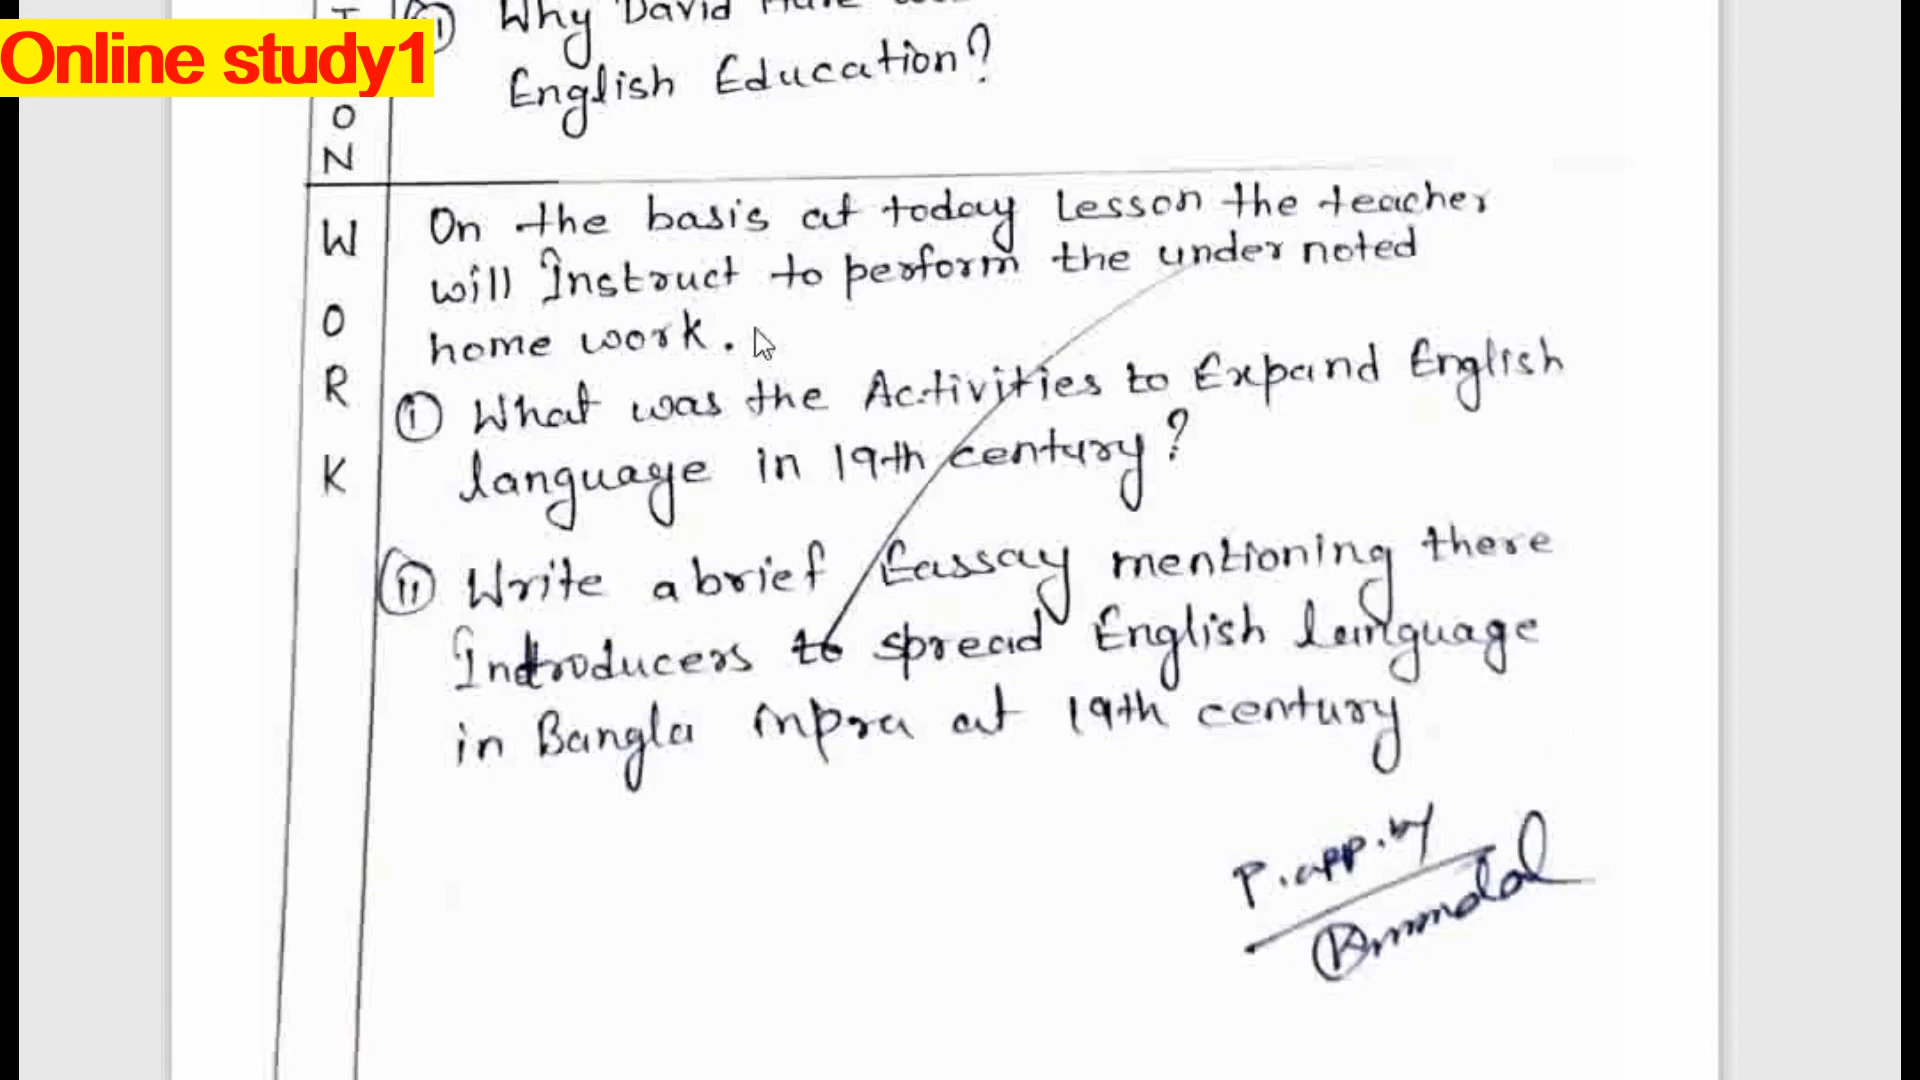 Why David
Online study1
English Education?
I
O
N
W
O
R
K
On the basis at today Lesson the teacher
will Instruct to perform the under noted
home work.
(i) What was the Activities to Expand English
language in 19th century?
(ii) Write a brief Eassay mentioning there
Introducers to spread English language
in Bangla at 19th century
P. app. by